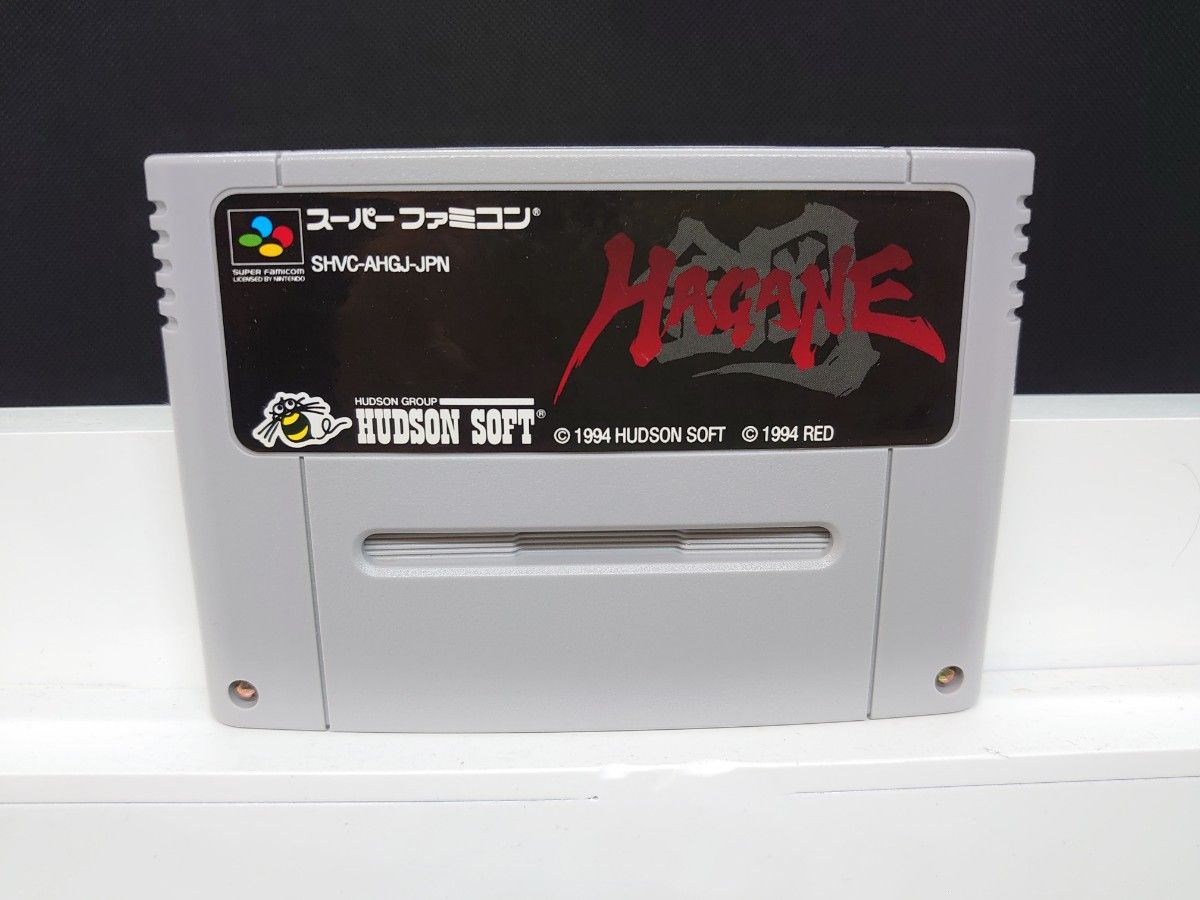 スーパーファミコン®
SHVC-AHGJ-JPN
SUPER FAMICOM
LICENSED BY NINTENDO
鋼
HAGANE
HUDSON GROUP
HUDSON SOFT®
© 1994 HUDSON SOFT © 1994 RED